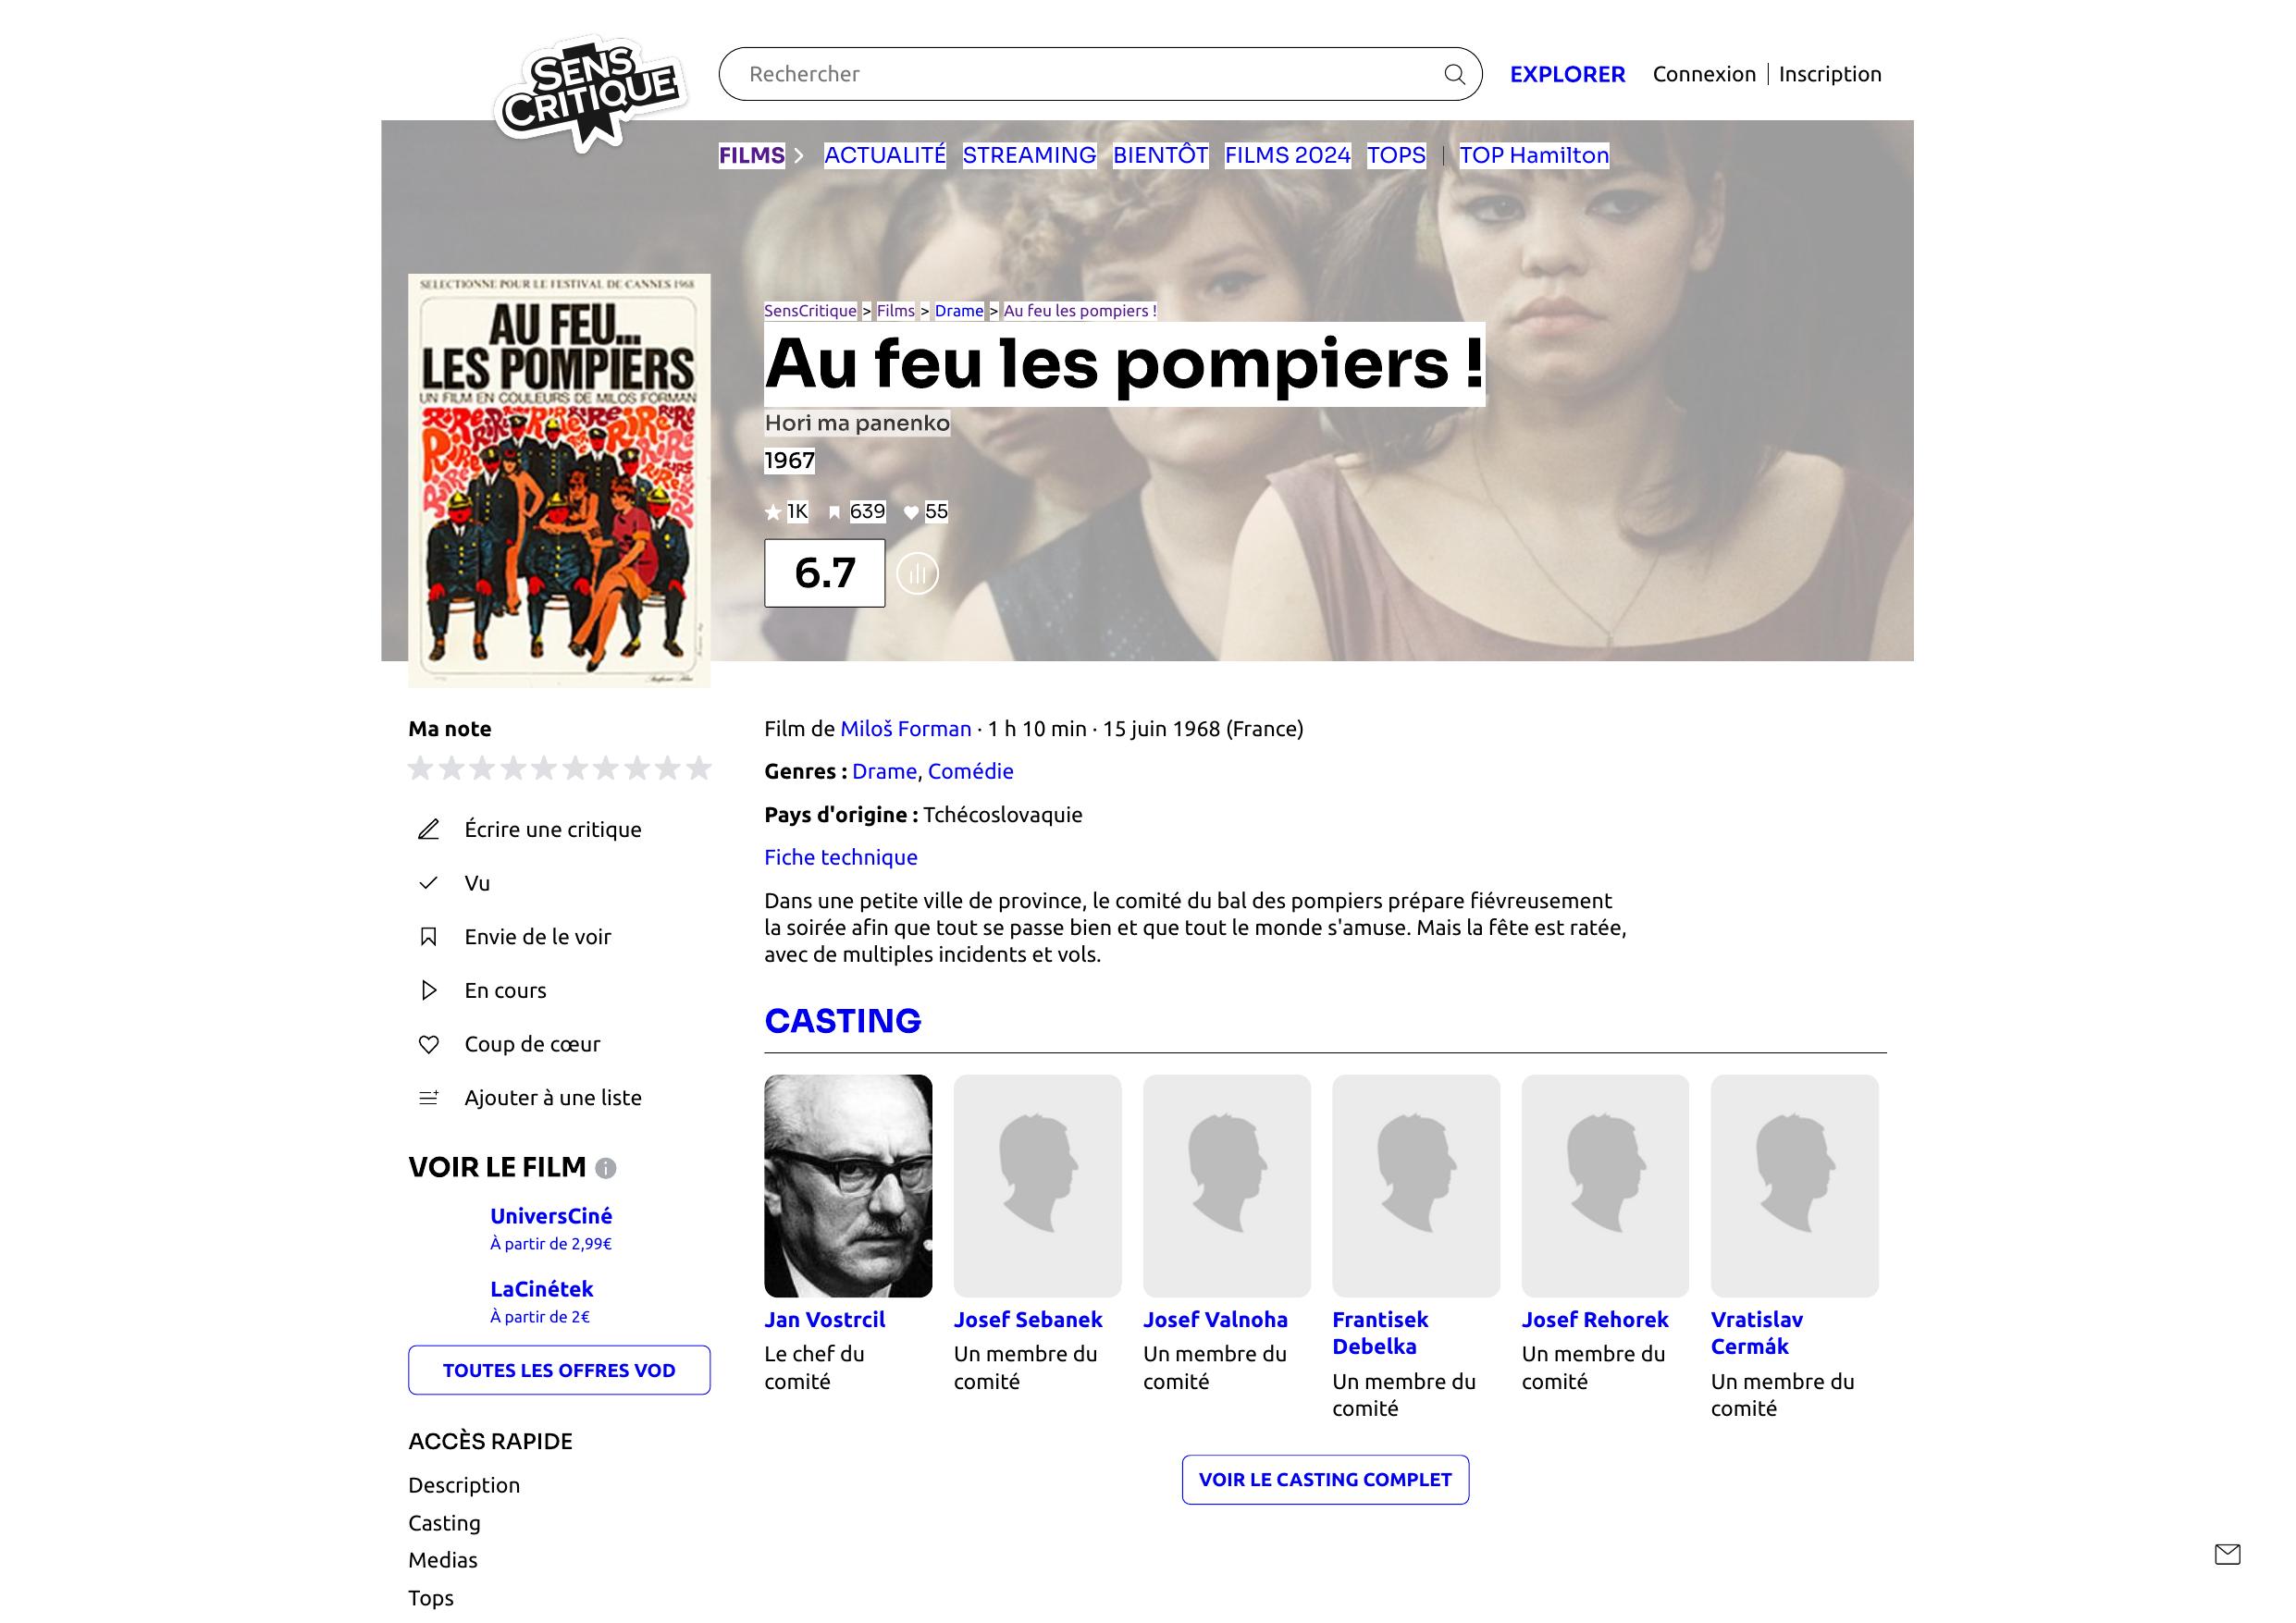 SENS
CRITIQUE
Rechercher
EXPLORER
Connexion
Inscription
FILMS
ACTUALITÉ
STREAMING
BIENTÔT
FILMS 2024
TOPS
TOP Hamilton
SELECTIONNE POUR LE FESTIVAL DE CANNES 1968
AU FEU...
LES POMPIERS
UN FILM EN COULEURS DE MILOS FORMAN
SensCritique > Films > Drame > Au feu les pompiers !
Au feu les pompiers !
Hori ma panenko
1967
1K 639 55
6.7
Ma note
Écrire une critique
Vu
Envie de le voir
En cours
Coup de cœur
Ajouter à une liste
VOIR LE FILM
UniversCiné
À partir de 2,99€
LaCinétek
À partir de 2€
TOUTES LES OFFRES VOD
ACCÈS RAPIDE
Description
Casting
Medias
Tops
Film de Miloš Forman · 1 h 10 min · 15 juin 1968 (France)
Genres : Drame, Comédie
Pays d'origine : Tchécoslovaquie
Fiche technique
Dans une petite ville de province, le comité du bal des pompiers prépare fiévreusement
la soirée afin que tout se passe bien et que tout le monde s'amuse. Mais la fête est ratée,
avec de multiples incidents et vols.
CASTING
Jan Vostrcil
Le chef du
comité
Josef Sebanek
Un membre du
comité
Josef Valnoha
Un membre du
comité
Frantisek
Debelka
Un membre du
comité
Josef Rehorek
Un membre du
comité
Vratislav
Cermák
Un membre du
comité
VOIR LE CASTING COMPLET